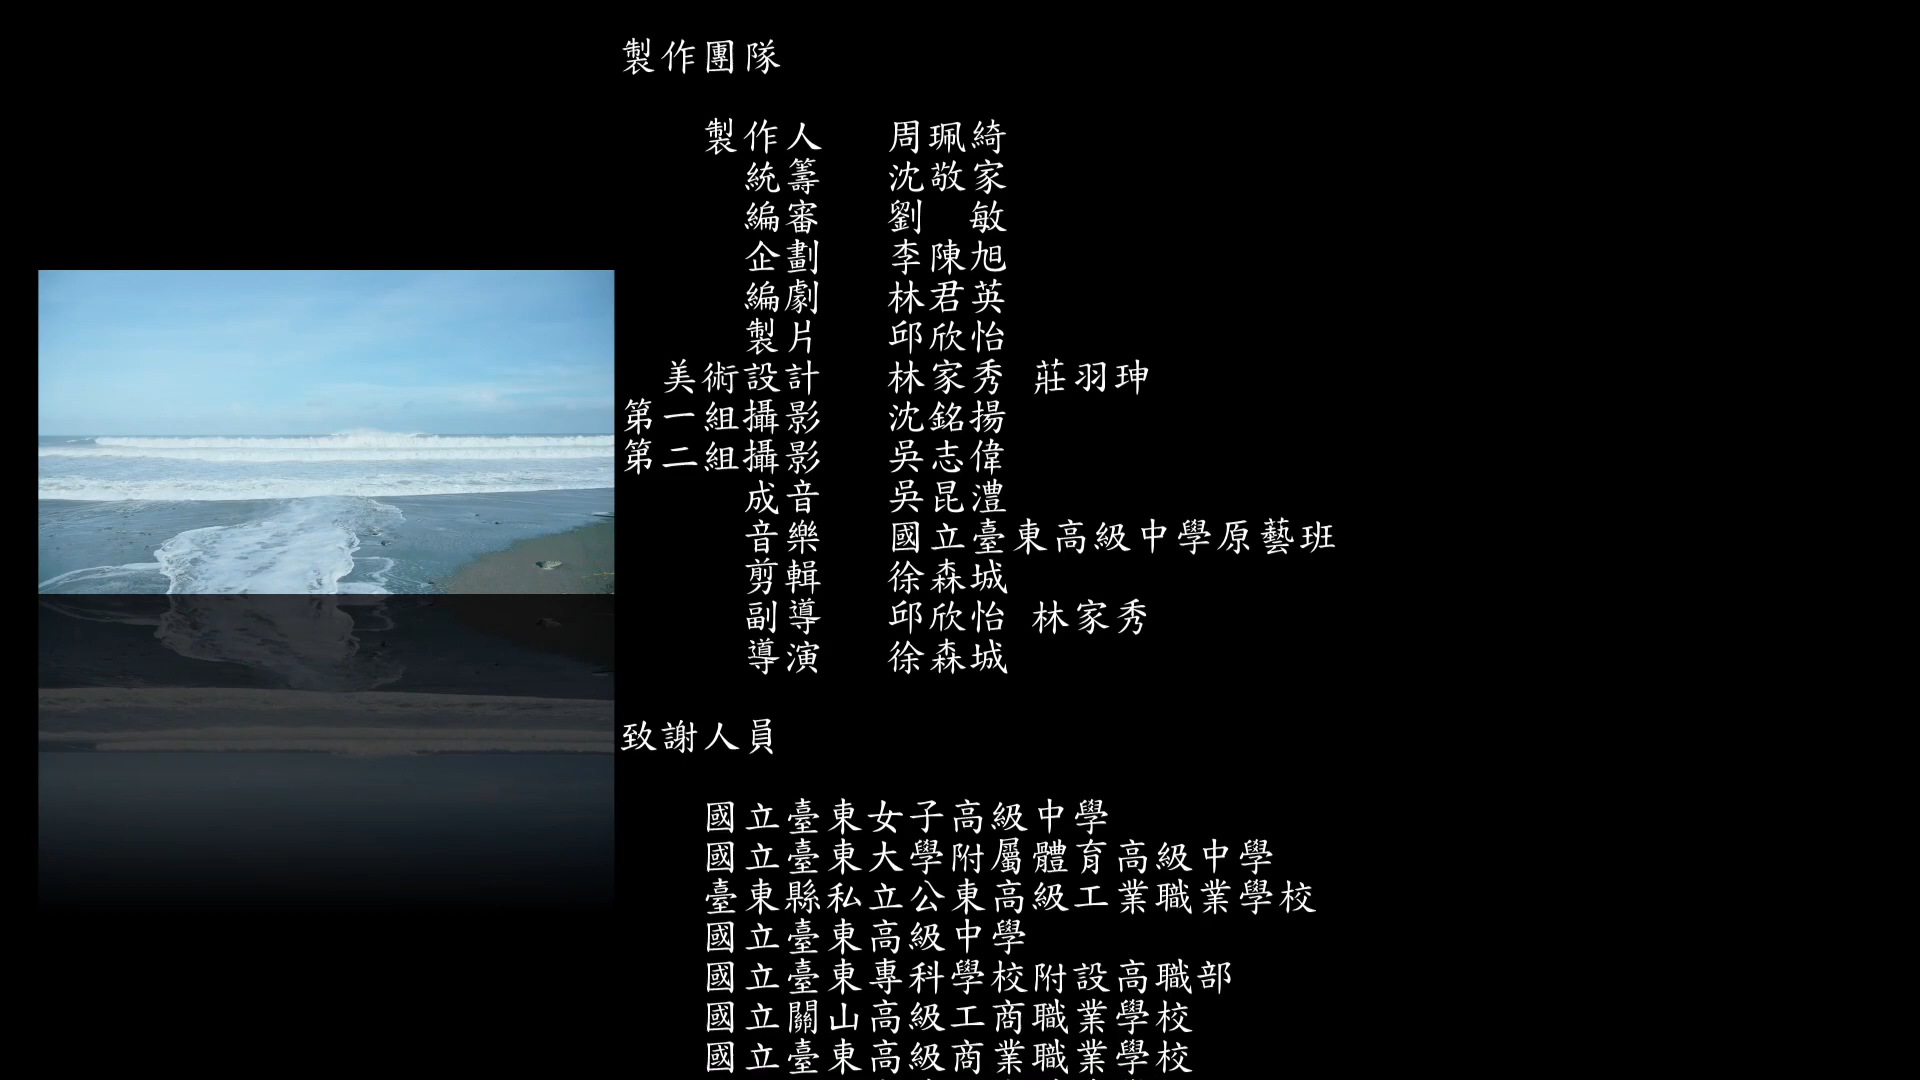 製作團隊
製作人 周珮綺
統籌 沈敬家
編審 劉 敏
企劃 李陳旭
編劇 林君英
製片 邱欣怡
美術設計 林家秀 莊羽珅
第一組攝影 沈銘揚
第二組攝影 吳志偉
成音 吳昆澧
音樂 國立臺東高級中學原藝班
剪輯 徐森城
副導 邱欣怡 林家秀
導演 徐森城
致謝人員
國立臺東女子高級中學
國立臺東大學附屬體育高級中學
臺東縣私立公東高級工業職業學校
國立臺東高級中學
國立臺東專科學校附設高職部
國立關山高級工商職業學校
國立臺東高級商業職業學校